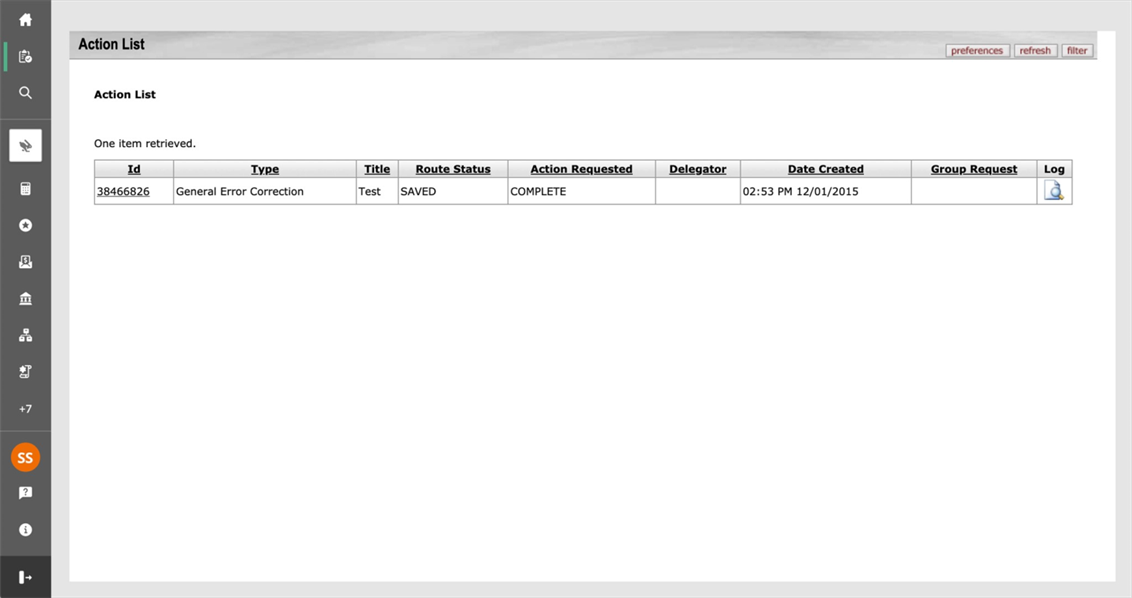 Action List
preferences refresh filter
Action List
One item retrieved.
Id Type Title Route Status Action Requested Delegator Date Created Group Request Log
38466826 General Error Correction Test SAVED COMPLETE 02:53 PM 12/01/2015
+7
SS